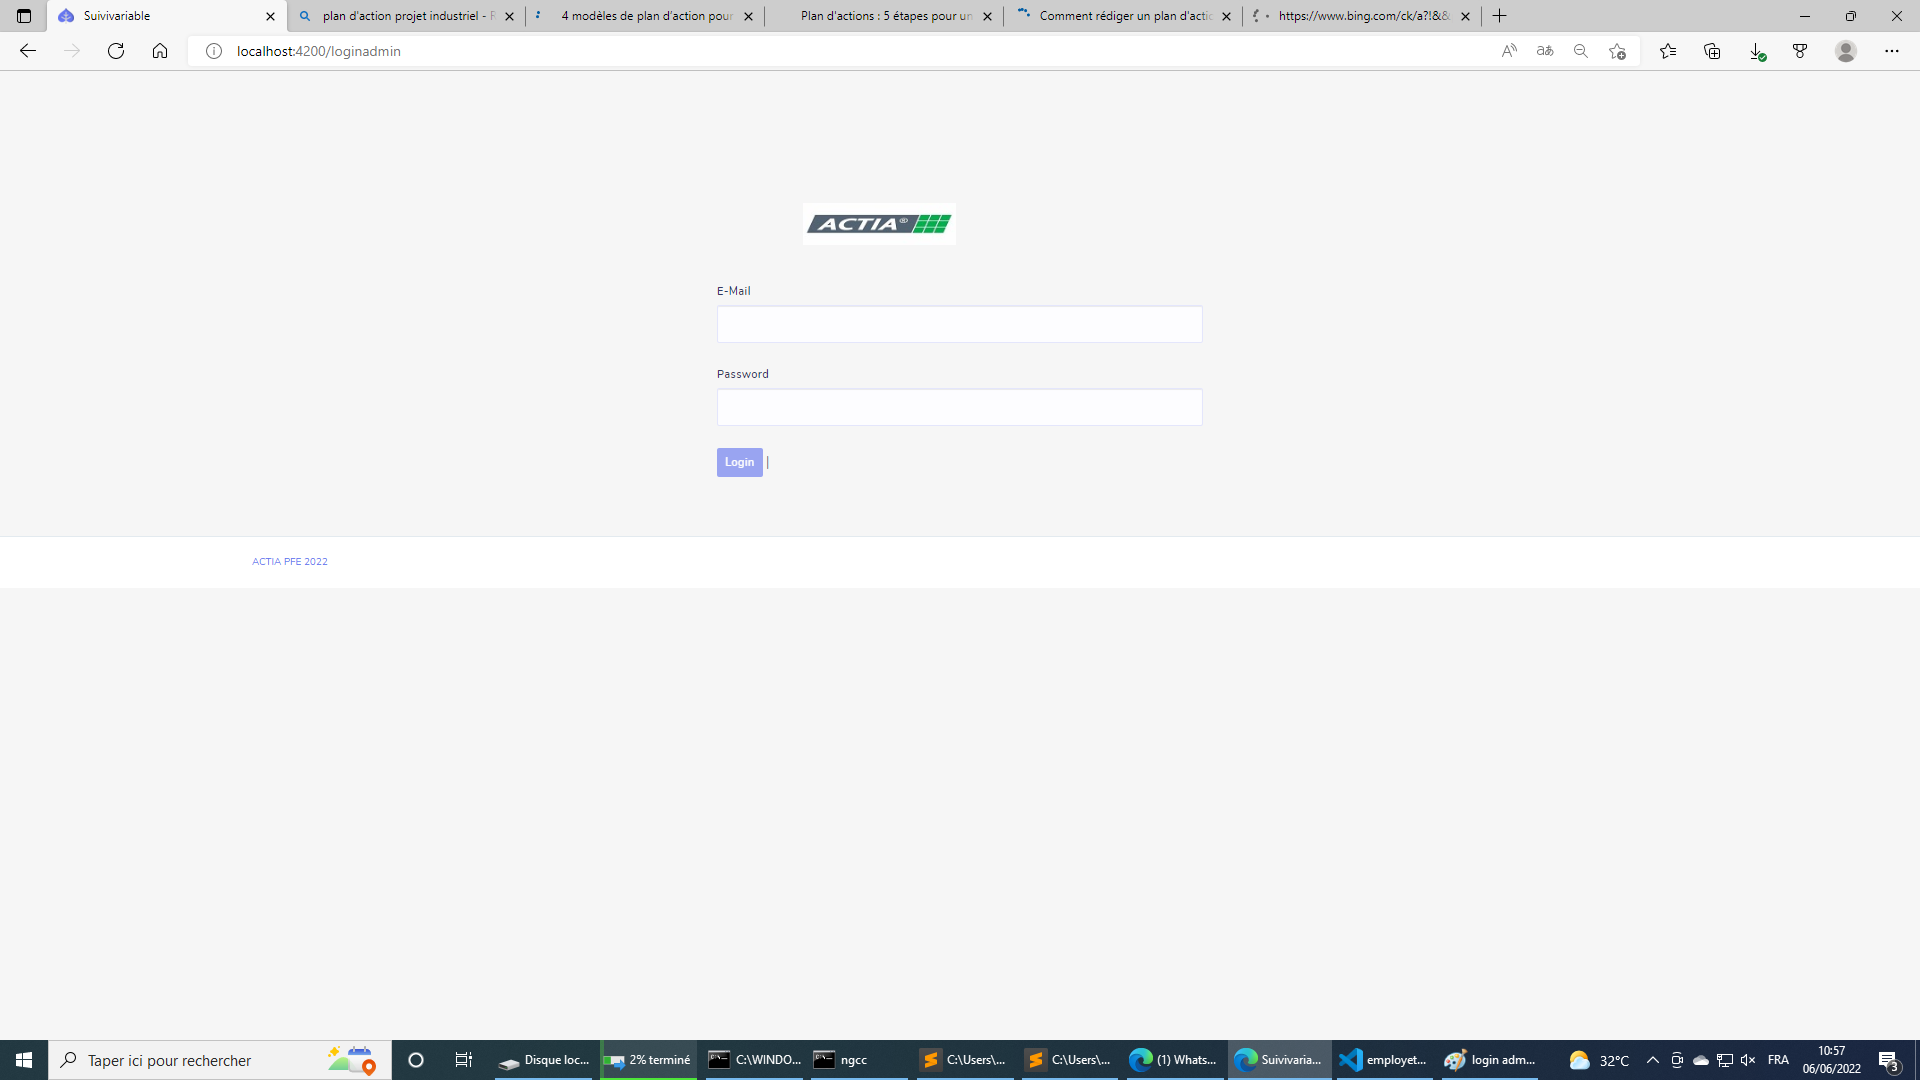 Suivivariable
plan d'action projet industriel - R
4 modèles de plan d'action pour
Plan d'actions : 5 étapes pour un
Comment rédiger un plan d'actic
https://www.bing.com/ck/a?!&&
localhost:4200/loginadmin
ACTIA®
E-Mail
Password
Login |
ACTIA PFE 2022
Taper ici pour rechercher
Disque loc...
2% terminé
C:\WINDO...
ngcc
C:\Users\...
C:\Users\...
(1) Whats...
Suivivaria...
employet...
login adm...
32°C
FRA
10:57
06/06/2022
3